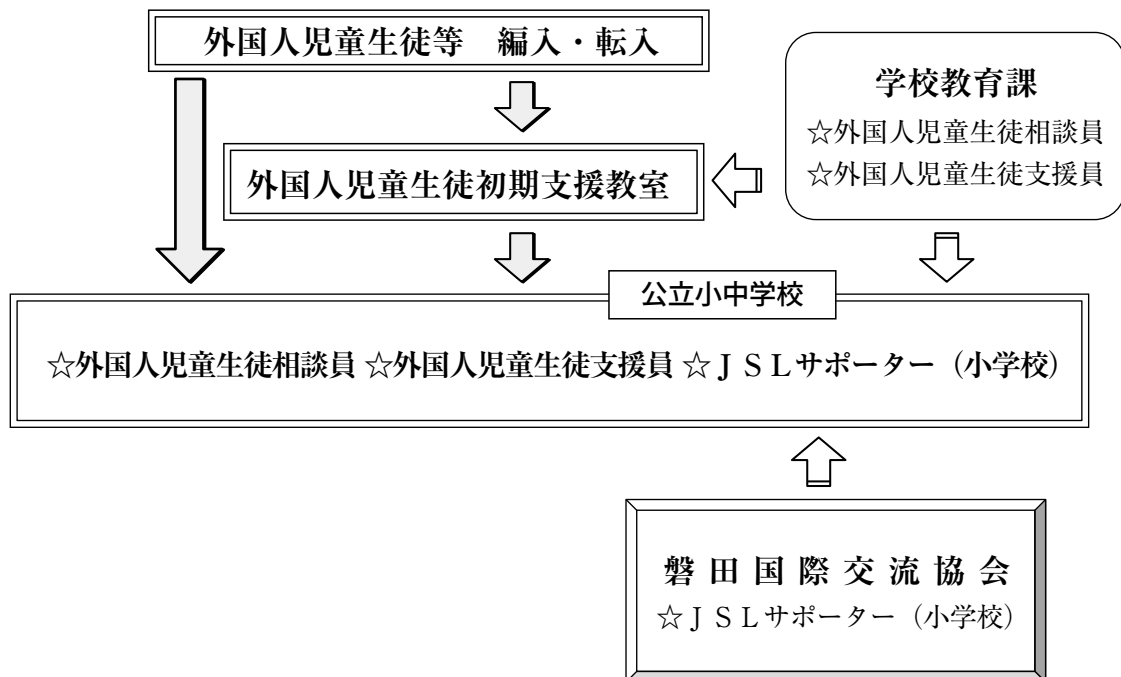 外国人児童生徒等　編入・転入
学校教育課
☆外国人児童生徒相談員
☆外国人児童生徒支援員
外国人児童生徒初期支援教室
公立小中学校
☆外国人児童生徒相談員 ☆外国人児童生徒支援員 ☆ＪＳＬサポーター（小学校）
磐田国際交流協会
☆ＪＳＬサポーター（小学校）